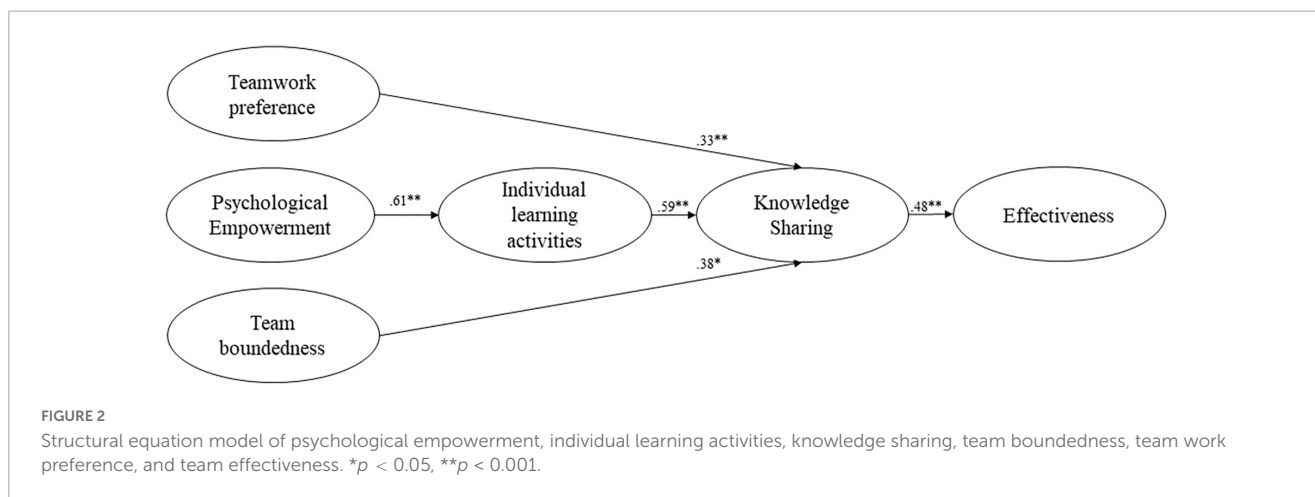 Teamwork
preference
.33**
Psychological
Empowerment
.61**
Individual
learning
activities
.59**
Knowledge
Sharing
.48**
Effectiveness
.38*
Team
boundedness
FIGURE 2
Structural equation model of psychological empowerment, individual learning activities, knowledge sharing, team boundedness, team work
preference, and team effectiveness. *p < 0.05, **p < 0.001.